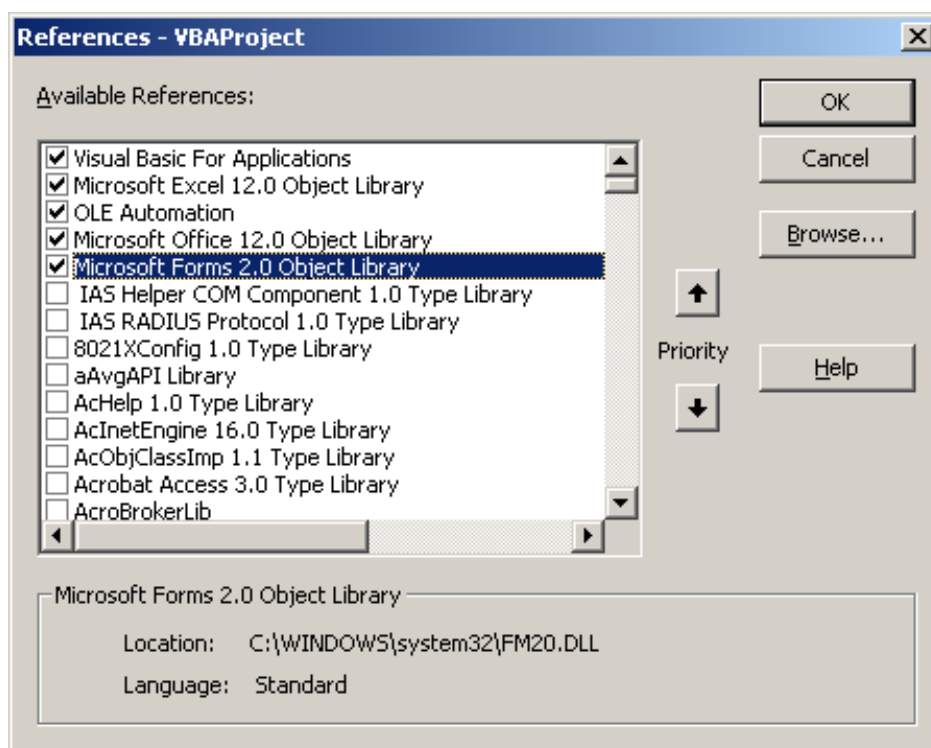 References - VBAProject
Available References:
OK
Cancel
Browse...
Priority
Help
Visual Basic For Applications
Microsoft Excel 12.0 Object Library
OLE Automation
Microsoft Office 12.0 Object Library
Microsoft Forms 2.0 Object Library
IAS Helper COM Component 1.0 Type Library
IAS RADIUS Protocol 1.0 Type Library
8021XConfig 1.0 Type Library
aAvgAPI Library
AcHelp 1.0 Type Library
AcInetEngine 16.0 Type Library
AcObjClassImp 1.1 Type Library
Acrobat Access 3.0 Type Library
AcroBrokerLib
Microsoft Forms 2.0 Object Library
Location: C:\WINDOWS\system32\FM20.DLL
Language: Standard